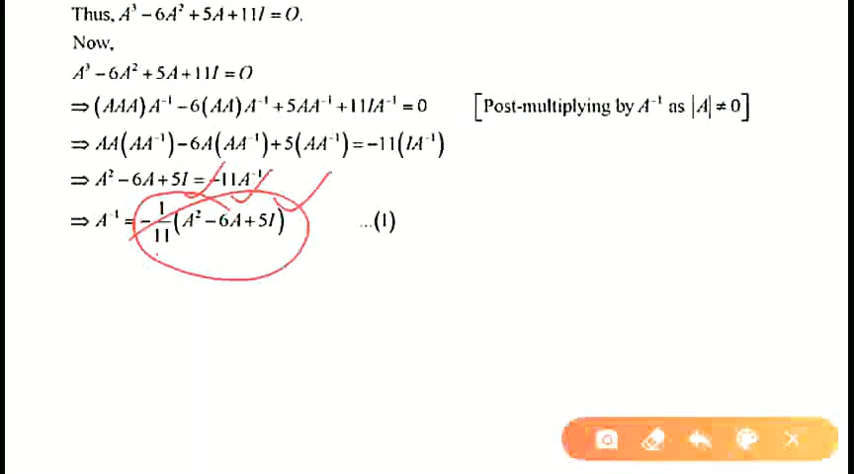 Thus, A³ − 6A² + 5A + 11I = O.
Now,
A³ − 6A² + 5A + 11I = O
⇒ (AAA)A⁻¹ − 6(AA)A⁻¹ + 5AA⁻¹ + 11IA⁻¹ = 0 [Post-multiplying by A⁻¹ as |A| ≠ 0]
⇒ AA(AA⁻¹) − 6A(AA⁻¹) + 5(AA⁻¹) = −11(IA⁻¹)
⇒ A² − 6A + 5I = −11A⁻¹
⇒ A⁻¹ = −1/11(A² − 6A + 5I) ...(1)